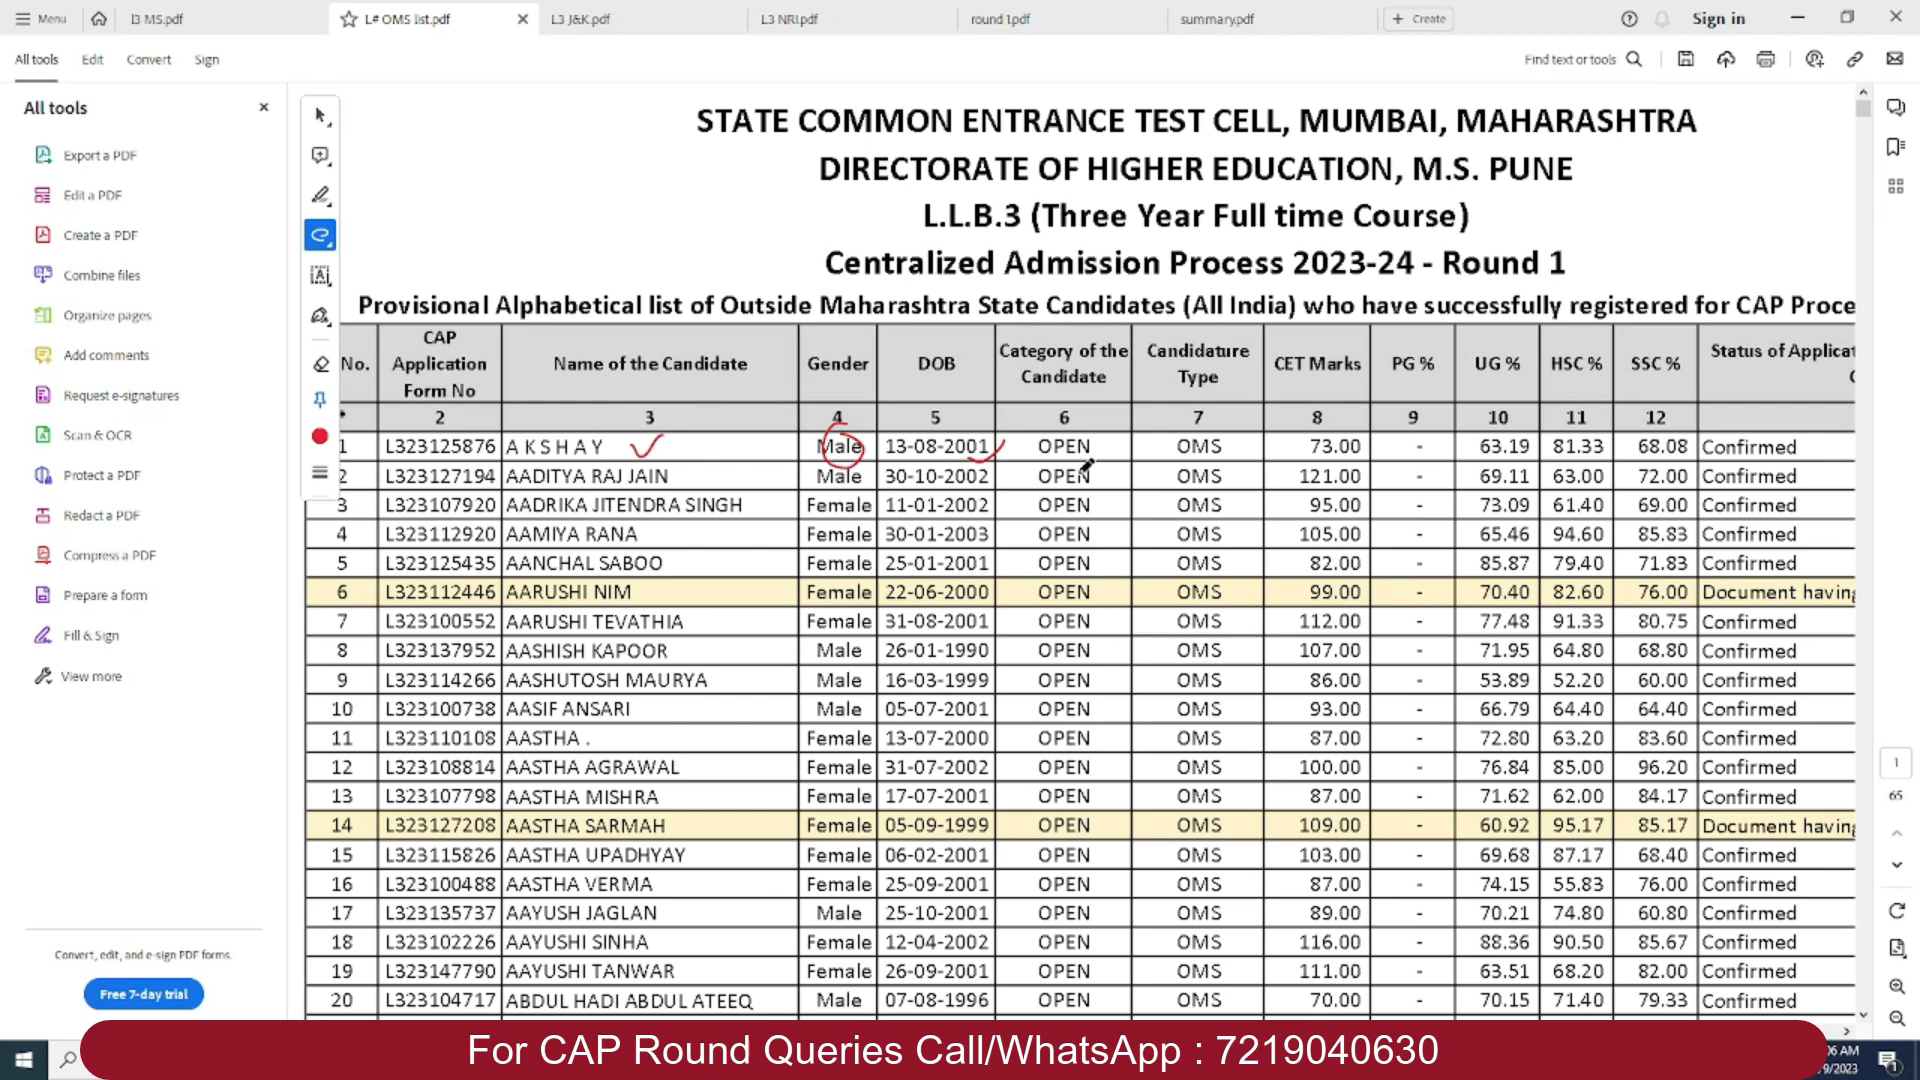 Menu
l3 MS.pdf
L# OMS list.pdf
L3 J&K.pdf
L3 NRI.pdf
round 1.pdf
summary.pdf
+ Create
Sign in
All tools Edit Convert Sign
Find text or tools
All tools
Export a PDF
Edit a PDF
Create a PDF
Combine files
Organize pages
Add comments
Request e-signatures
Scan & OCR
Protect a PDF
Redact a PDF
Compress a PDF
Prepare a form
Fill & Sign
View more
Convert, edit, and e-sign PDF forms.
Free 7-day trial
STATE COMMON ENTRANCE TEST CELL, MUMBAI, MAHARASHTRA
DIRECTORATE OF HIGHER EDUCATION, M.S. PUNE
L.L.B.3 (Three Year Full time Course)
Centralized Admission Process 2023-24 - Round 1
Provisional Alphabetical list of Outside Maharashtra State Candidates (All India) who have successfully registered for CAP
No. CAP Application Form No Name of the Candidate Gender DOB Category of the Candidate Candidature Type CET Marks PG % UG % HSC % SSC % Status of
2 3 4 5 6 7 8 9 10 11 12
1 L323125876 A K S H A Y Male 13-08-2001 OPEN OMS 73.00 - 63.19 81.33 68.08 Confirmed
2 L323127194 AADITYA RAJ JAIN Male 30-10-2002 OPEN OMS 121.00 - 69.11 63.00 72.00 Confirmed
3 L323107920 AADRIKA JITENDRA SINGH Female 11-01-2002 OPEN OMS 95.00 - 73.09 61.40 69.00 Confirmed
4 L323112920 AAMIYA RANA Female 30-01-2003 OPEN OMS 105.00 - 65.46 94.60 85.83 Confirmed
5 L323125435 AANCHAL SABOO Female 25-01-2001 OPEN OMS 82.00 - 85.87 79.40 71.83 Confirmed
6 L323112446 AARUSHI NIM Female 22-06-2000 OPEN OMS 99.00 - 70.40 82.60 76.00 Document having
7 L323100552 AARUSHI TEVATHIA Female 31-08-2001 OPEN OMS 112.00 - 77.48 91.33 80.75 Confirmed
8 L323137952 AASHISH KAPOOR Male 26-01-1990 OPEN OMS 107.00 - 71.95 64.80 68.80 Confirmed
9 L323114266 AASHUTOSH MAURYA Male 16-03-1999 OPEN OMS 86.00 - 53.89 52.20 60.00 Confirmed
10 L323100738 AASIF ANSARI Male 05-07-2001 OPEN OMS 93.00 - 66.79 64.40 64.40 Confirmed
11 L323110108 AASTHA . Female 13-07-2000 OPEN OMS 87.00 - 72.80 63.20 83.60 Confirmed
12 L323108814 AASTHA AGRAWAL Female 31-07-2002 OPEN OMS 100.00 - 76.84 85.00 96.20 Confirmed
13 L323107798 AASTHA MISHRA Female 17-07-2001 OPEN OMS 87.00 - 71.62 62.00 84.17 Confirmed
14 L323127208 AASTHA SARMAH Female 05-09-1999 OPEN OMS 109.00 - 60.92 95.17 85.17 Document having
15 L323115826 AASTHA UPADHYAY Female 06-02-2001 OPEN OMS 103.00 - 69.68 87.17 68.40 Confirmed
16 L323100488 AASTHA VERMA Female 25-09-2001 OPEN OMS 87.00 - 74.15 55.83 76.00 Confirmed
17 L323135737 AAYUSH JAGLAN Male 25-10-2001 OPEN OMS 89.00 - 70.21 74.80 60.80 Confirmed
18 L323102226 AAYUSHI SINHA Female 12-04-2002 OPEN OMS 116.00 - 88.36 90.50 85.67 Confirmed
19 L323147790 AAYUSHI TANWAR Female 26-09-2001 OPEN OMS 111.00 - 63.51 68.20 82.00 Confirmed
20 L323104717 ABDUL HADI ABDUL ATEEQ Male 07-08-1996 OPEN OMS 70.00 - 70.15 71.40 79.33 Confirmed
1
65
For CAP Round Queries Call/WhatsApp : 7219040630